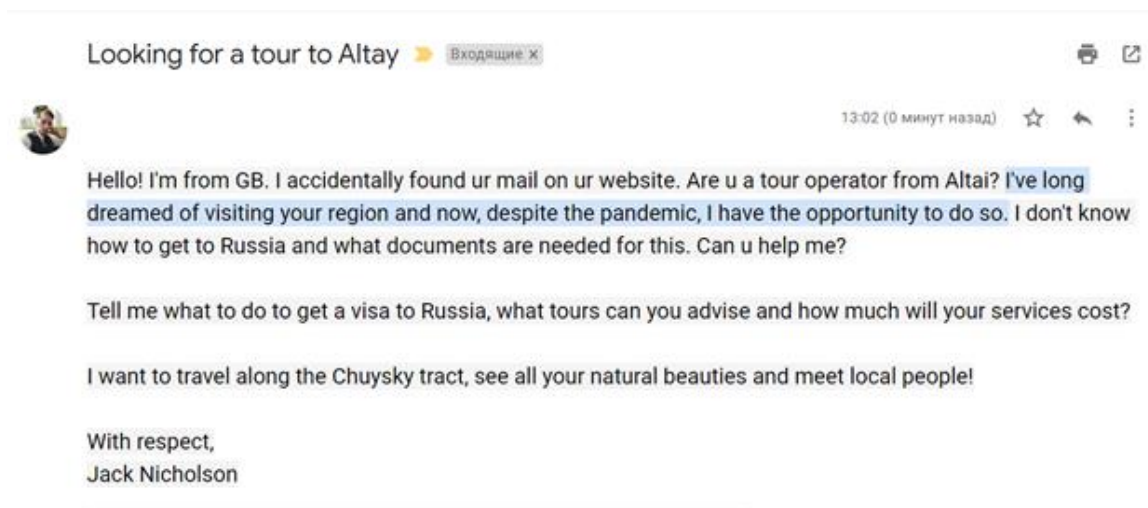 Looking for a tour to Altay Входящие ×
13:02 (0 минут назад)
Hello! I'm from GB. I accidentally found ur mail on ur website. Are u a tour operator from Altai? I've long
dreamed of visiting your region and now, despite the pandemic, I have the opportunity to do so. I don't know
how to get to Russia and what documents are needed for this. Can u help me?
Tell me what to do to get a visa to Russia, what tours can you advise and how much will your services cost?
I want to travel along the Chuysky tract, see all your natural beauties and meet local people!
With respect,
Jack Nicholson